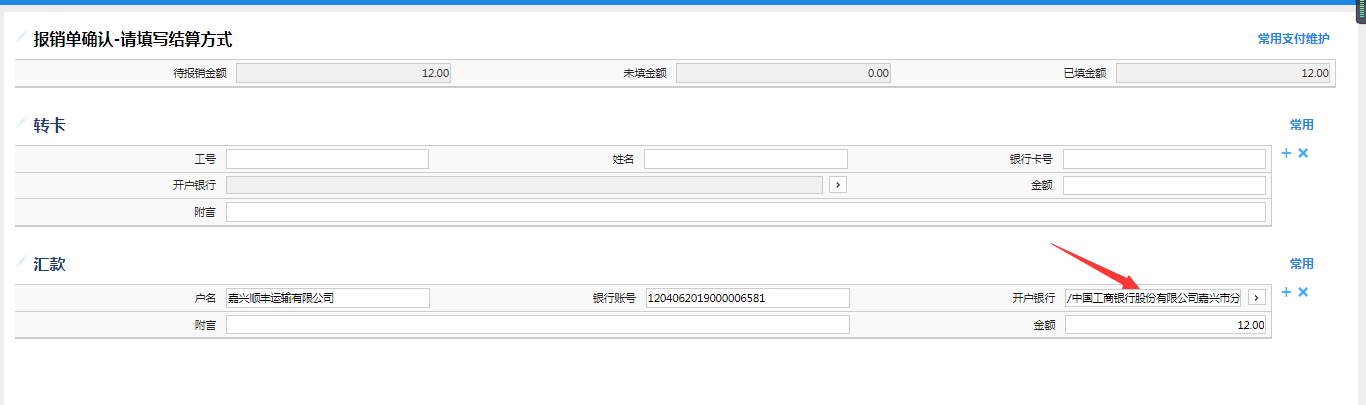 报销单确认-请填写结算方式 常用支付维护
待报销金额 12.00 未填金额 0.00 已填金额 12.00
转卡 常用
工号 姓名 银行卡号
开户银行 金额
附言
汇款 常用
户名 嘉兴顺丰运输有限公司 银行账号 1204062019000006581 开户银行 /中国工商银行股份有限公司嘉兴市分
附言 金额 12.00